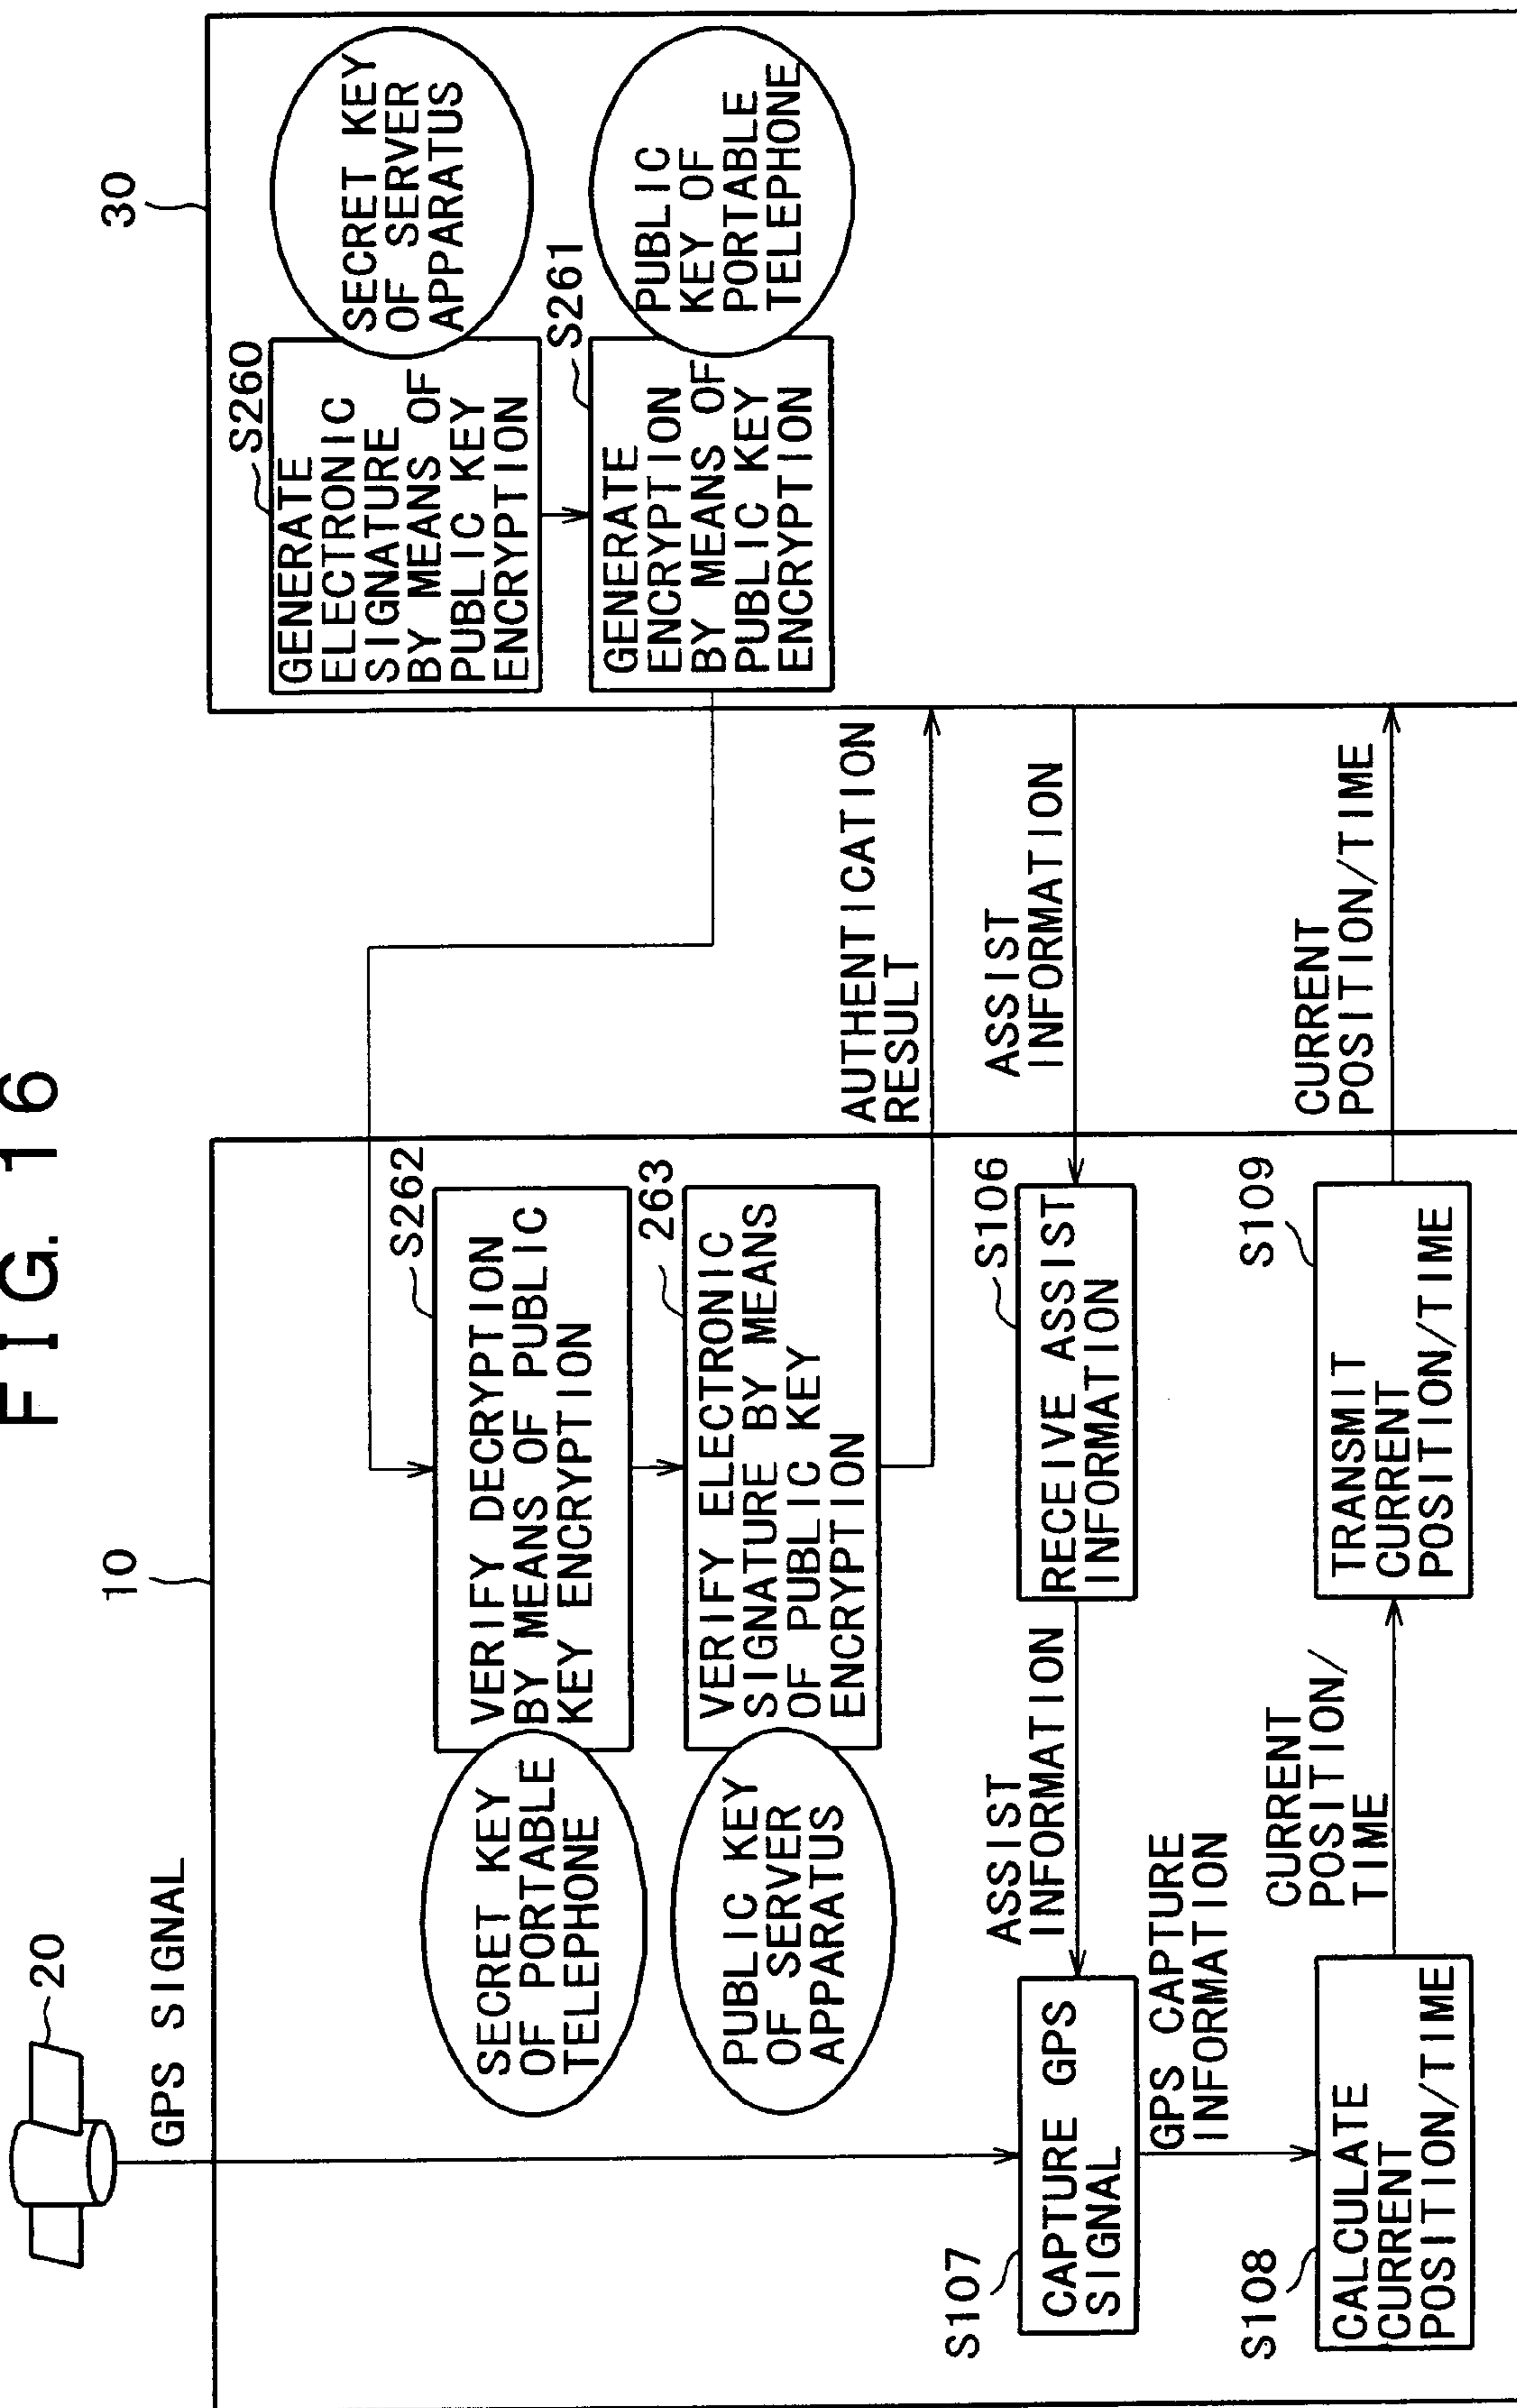 FIG. 16
20
GPS SIGNAL
10
30
S260
GENERATE
ELECTRONIC
SIGNATURE
BY MEANS OF
PUBLIC KEY
ENCRYPTION
SECRET KEY
OF SERVER
APPARATUS
S261
GENERATE
ENCRYPTION
BY MEANS OF
PUBLIC KEY
ENCRYPTION
PUBLIC
KEY OF
PORTABLE
TELEPHONE
SECRET KEY
OF PORTABLE
TELEPHONE
S262
VERIFY DECRYPTION
BY MEANS OF PUBLIC
KEY ENCRYPTION
PUBLIC KEY
OF SERVER
APPARATUS
263
VERIFY ELECTRONIC
SIGNATURE BY MEANS
OF PUBLIC KEY
ENCRYPTION
AUTHENTICATION
RESULT
S107
CAPTURE GPS
SIGNAL
ASSIST
INFORMATION
S106
RECEIVE ASSIST
INFORMATION
ASSIST
INFORMATION
GPS CAPTURE
INFORMATION
S108
CALCULATE
CURRENT
POSITION/TIME
CURRENT
POSITION/
TIME
S109
TRANSMIT
CURRENT
POSITION/TIME
CURRENT
POSITION/TIME